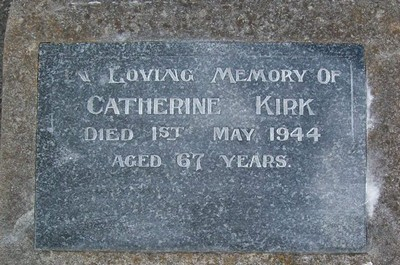 In Loving Memory Of
Catherine Kirk
Died 1st May 1944
Aged 67 Years.